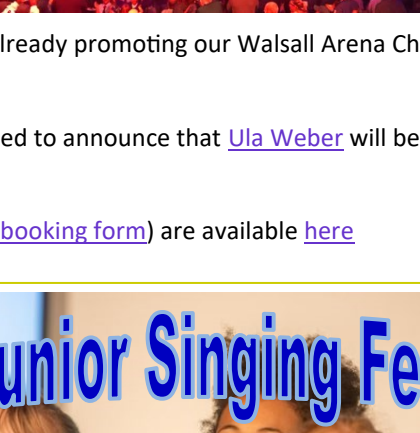 lready promoting our Walsall Arena Ch
ed to announce that Ula Weber will be
booking form) are available here
unior Singing Fe